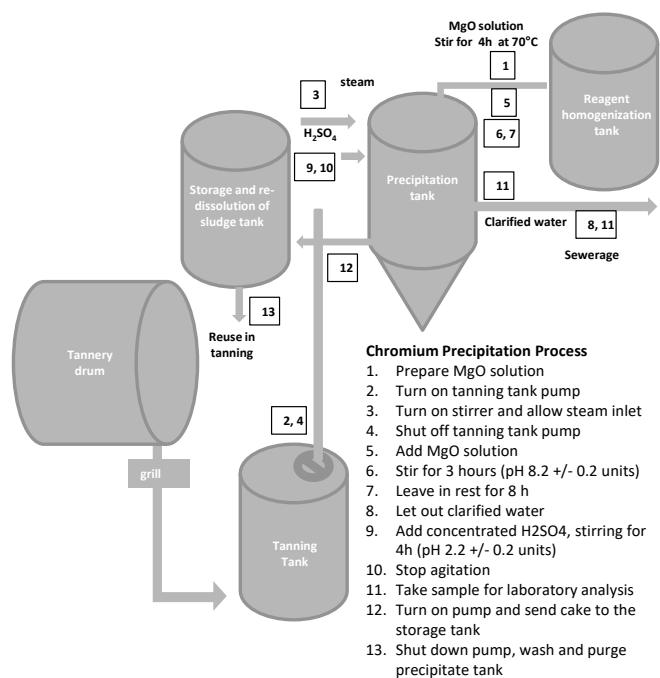 MgO solution
Stir for 4h at 70°C
1
5
Reagent
homogenization
tank
steam
3
H₂SO₄
9, 10
6, 7
Storage and re-
dissolution of
sludge tank
Precipitation
tank
11
Clarified water
8, 11
Sewerage
12
13
Reuse in
tanning
Tannery
drum
2, 4
grill
Tanning
Tank
Chromium Precipitation Process
1. Prepare MgO solution
2. Turn on tanning tank pump
3. Turn on stirrer and allow steam inlet
4. Shut off tanning tank pump
5. Add MgO solution
6. Stir for 3 hours (pH 8.2 +/- 0.2 units)
7. Leave in rest for 8 h
8. Let out clarified water
9. Add concentrated H2SO4, stirring for
4h (pH 2.2 +/- 0.2 units)
10. Stop agitation
11. Take sample for laboratory analysis
12. Turn on pump and send cake to the
storage tank
13. Shut down pump, wash and purge
precipitate tank